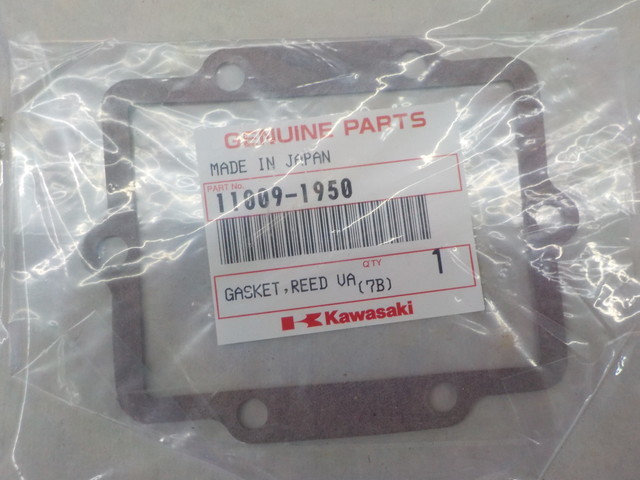 GENUINE PARTS
MADE IN JAPAN
PART No.
11009-1950
QTY 1
GASKET,REED VA(7B)
Kawasaki